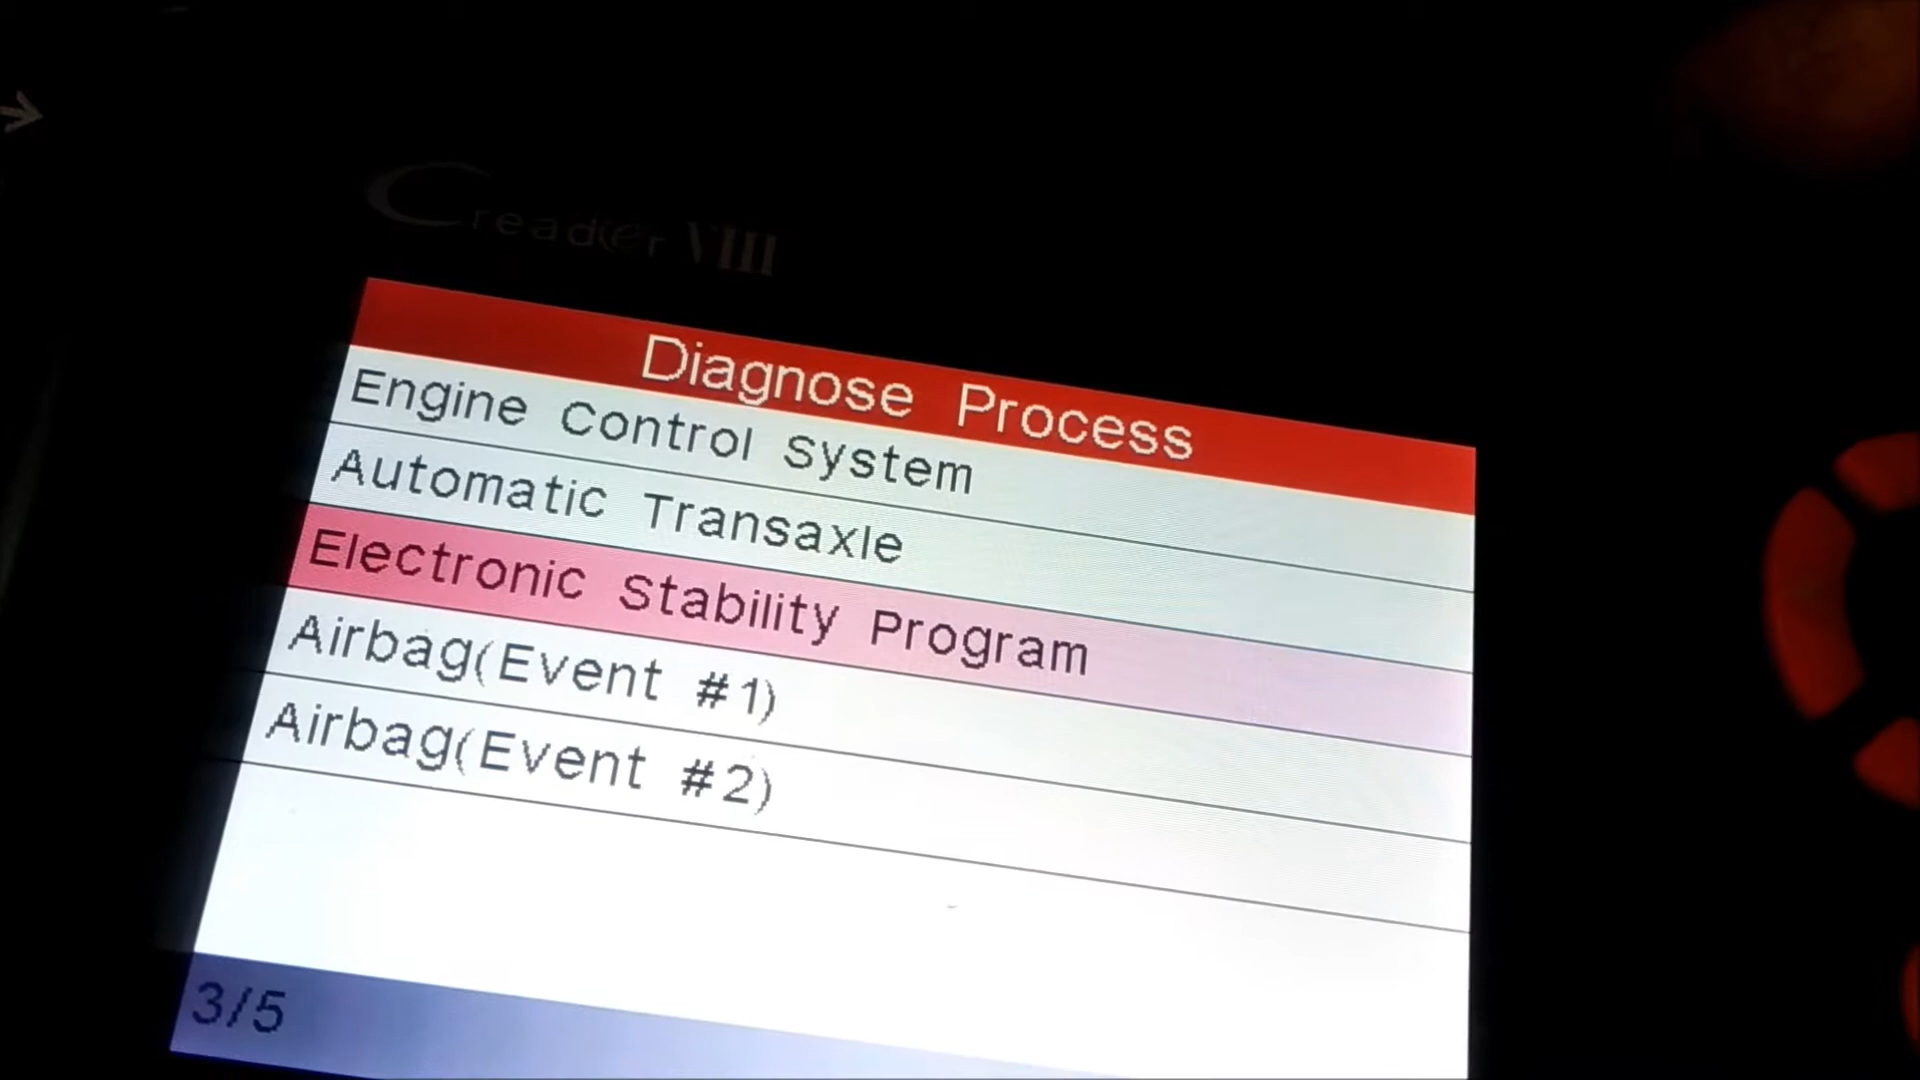 Creader VIII
Diagnose Process
Engine Control System
Automatic Transaxle
Electronic Stability Program
Airbag(Event #1)
Airbag(Event #2)
3/5